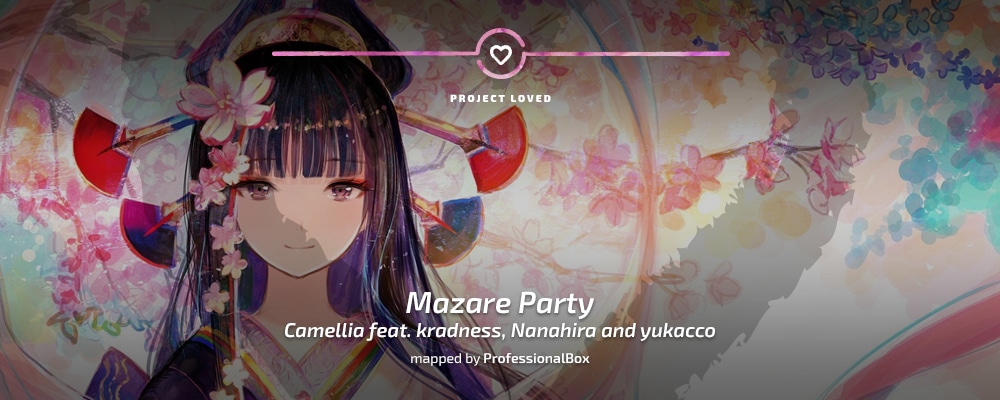 PROJECT LOVED
Mazare Party
Camellia feat. kradness, Nanahira and yukacco
mapped by ProfessionalBox